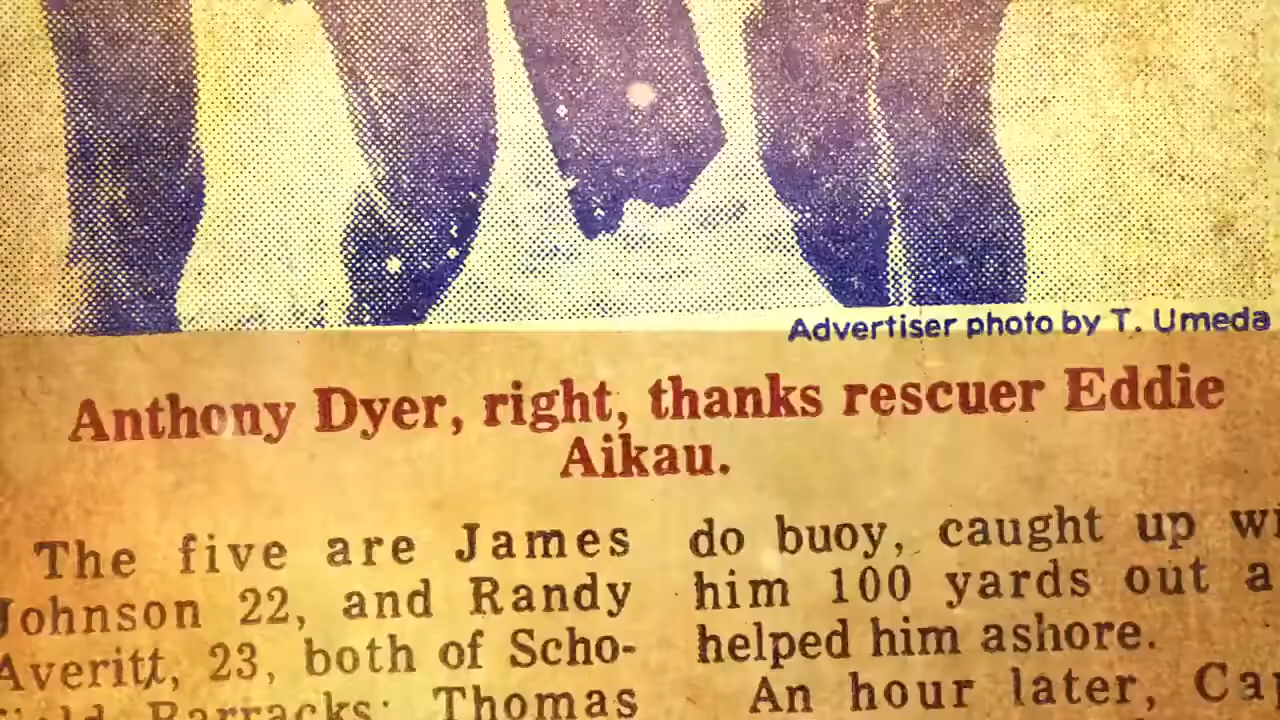 Advertiser photo by T. Umeda
Anthony Dyer, right, thanks rescuer Eddie
Aikau.
The five are James
Johnson 22, and Randy
Averitt, 23, both of Scho-
Barracks; Thomas
do buoy, caught up
him 100 yards out
helped him ashore.
An hour later,